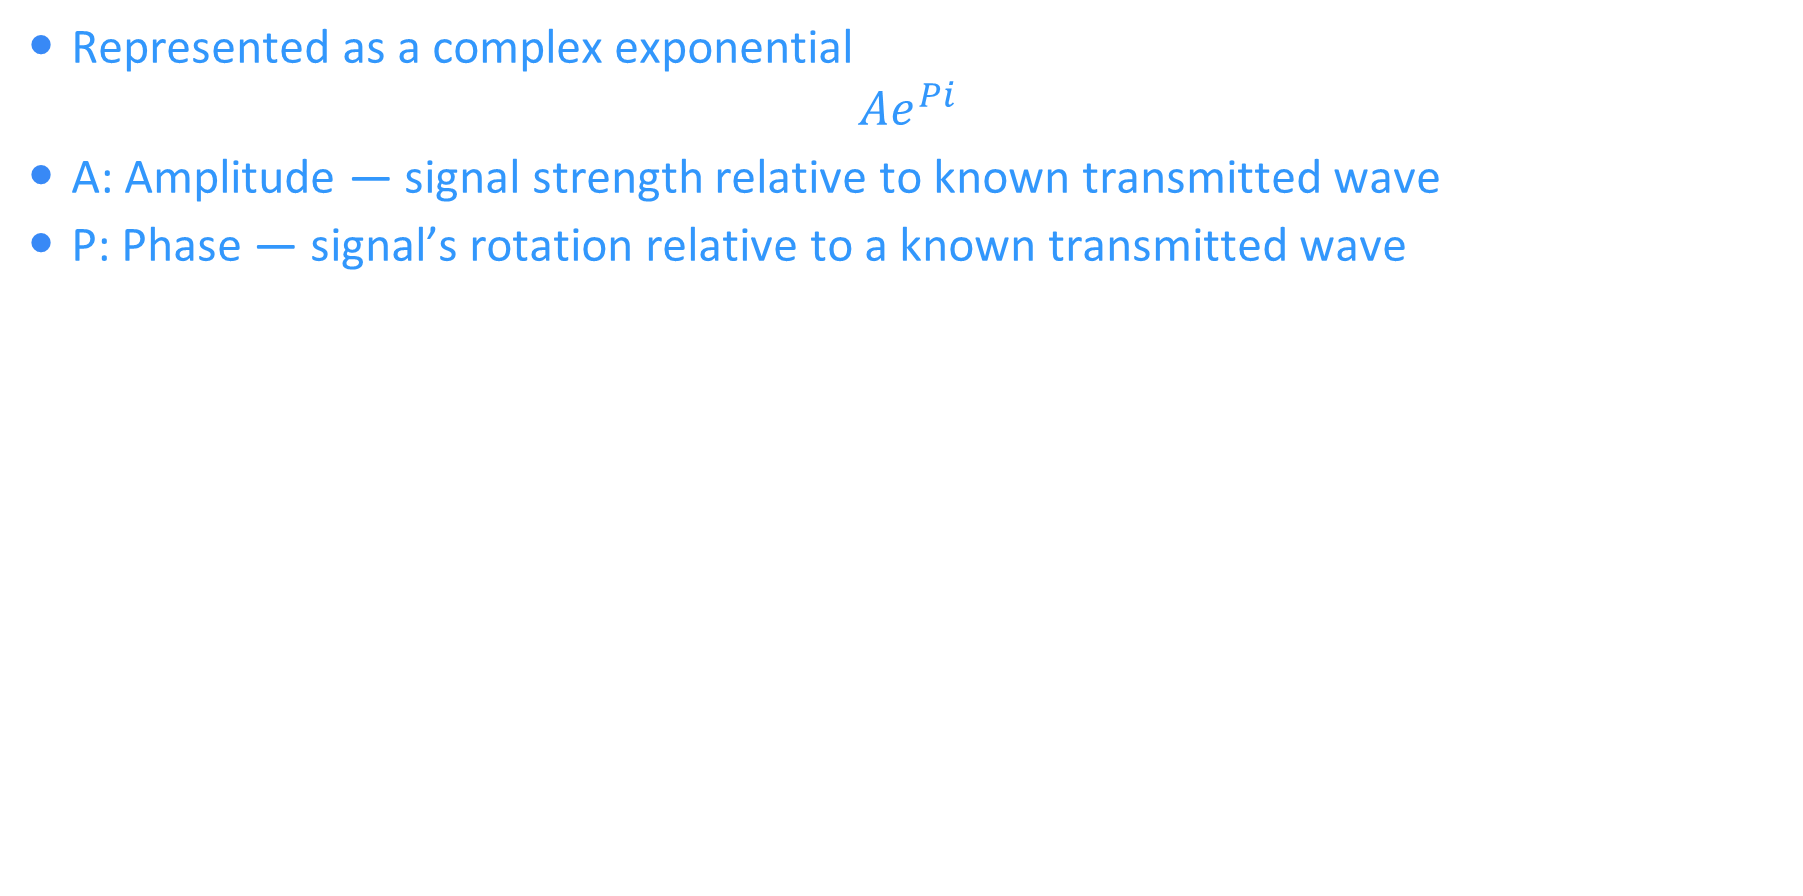 • Represented as a complex exponential
$Ae^{Pi}$
• A: Amplitude — signal strength relative to known transmitted wave
• P: Phase — signal’s rotation relative to a known transmitted wave